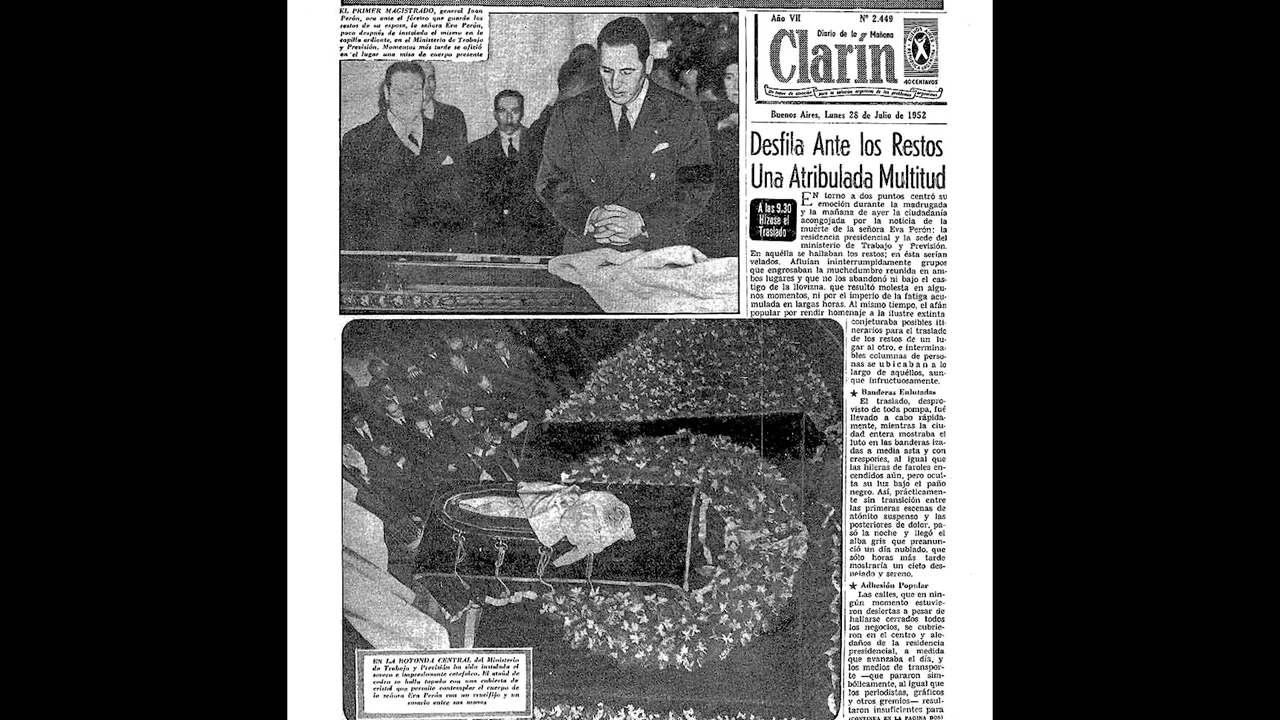 EL PRIMER MAGISTRADO, general Juan
Perón, ora ante el féretro que guarda los
restos de su esposa, la señora Eva Perón,
poco después de instalado el mismo en la
capilla ardiente, en el Ministerio de Trabajo
y Previsión. Momentos más tarde se ofició
en el lugar una misa de cuerpo presente
Año VII Nº 2.449
Diario de la Mañana
Clarín
40 CENTAVOS
Un toque de atención para la solución argentina de los problemas argentinos
Buenos Aires, Lunes 28 de Julio de 1952
Desfila Ante los Restos
Una Atribulada Multitud
A las 9.30
Hízose el
Traslado
EN torno a dos puntos centró su
emoción durante la madrugada
y la mañana de ayer la ciudadanía
acongojada por la noticia de la
muerte de la señora Eva Perón: la
residencia presidencial y la sede del
ministerio de Trabajo y Previsión.
En aquélla se hallaban los restos; en ésta serían
velados. Afluían ininterrumpidamente grupos
que engrosaban la muchedumbre reunida en am-
bos lugares y que no los abandonó ni bajo el cas-
tigo de la llovizna, que resultó molesta en algu-
nos momentos, ni por el imperio de la fatiga acu-
mulada en largas horas. Al mismo tiempo, el afán
popular por rendir homenaje a la ilustre extinta
conjeturaba posibles iti-
nerarios para el traslado
de los restos de un lu-
gar al otro, e intermina-
bles columnas de perso-
nas se ubicaban a lo
largo de aquéllos, aun-
que infructuosamente.
★ Banderas Enlutadas
El traslado, despro-
visto de toda pompa, fué
llevado a cabo rápida-
mente, mientras la ciu-
dad entera mostraba el
luto en las banderas iza-
das a media asta y con
crespones, al igual que
las hileras de faroles en-
cendidos aún, pero ocul-
ta su luz bajo el paño
negro. Así, prácticamen-
te sin transición entre
las primeras escenas de
atónito suspenso y las
posteriores de dolor, pa-
só la noche y llegó el
alba gris que preanun-
ció un día nublado, que
sólo horas más tarde
mostraría un cielo des-
pejado y sereno.
★ Adhesión Popular
Las calles, que en nin-
gún momento estuvie-
ron desiertas a pesar de
hallarse cerrados todos
los negocios, se cubrie-
ron en el centro y ale-
daños de la residencia
presidencial, a medida
que avanzaba el día, y
los medios de transpor-
te —que pararon sim-
bólicamente, al igual que
los periodistas, gráficos
y otros gremios— resul-
taron insuficientes para
(CONTINUA EN LA PAGINA DOS)
EN LA ROTONDA CENTRAL del Ministerio
de Trabajo y Previsión ha sido instalado el
severo e impresionante catafalco. El ataúd de
cedro se halla tapado con una cubierta de
cristal que permite contemplar el cuerpo de
la señora Eva Perón con un crucifijo y un
rosario entre sus manos